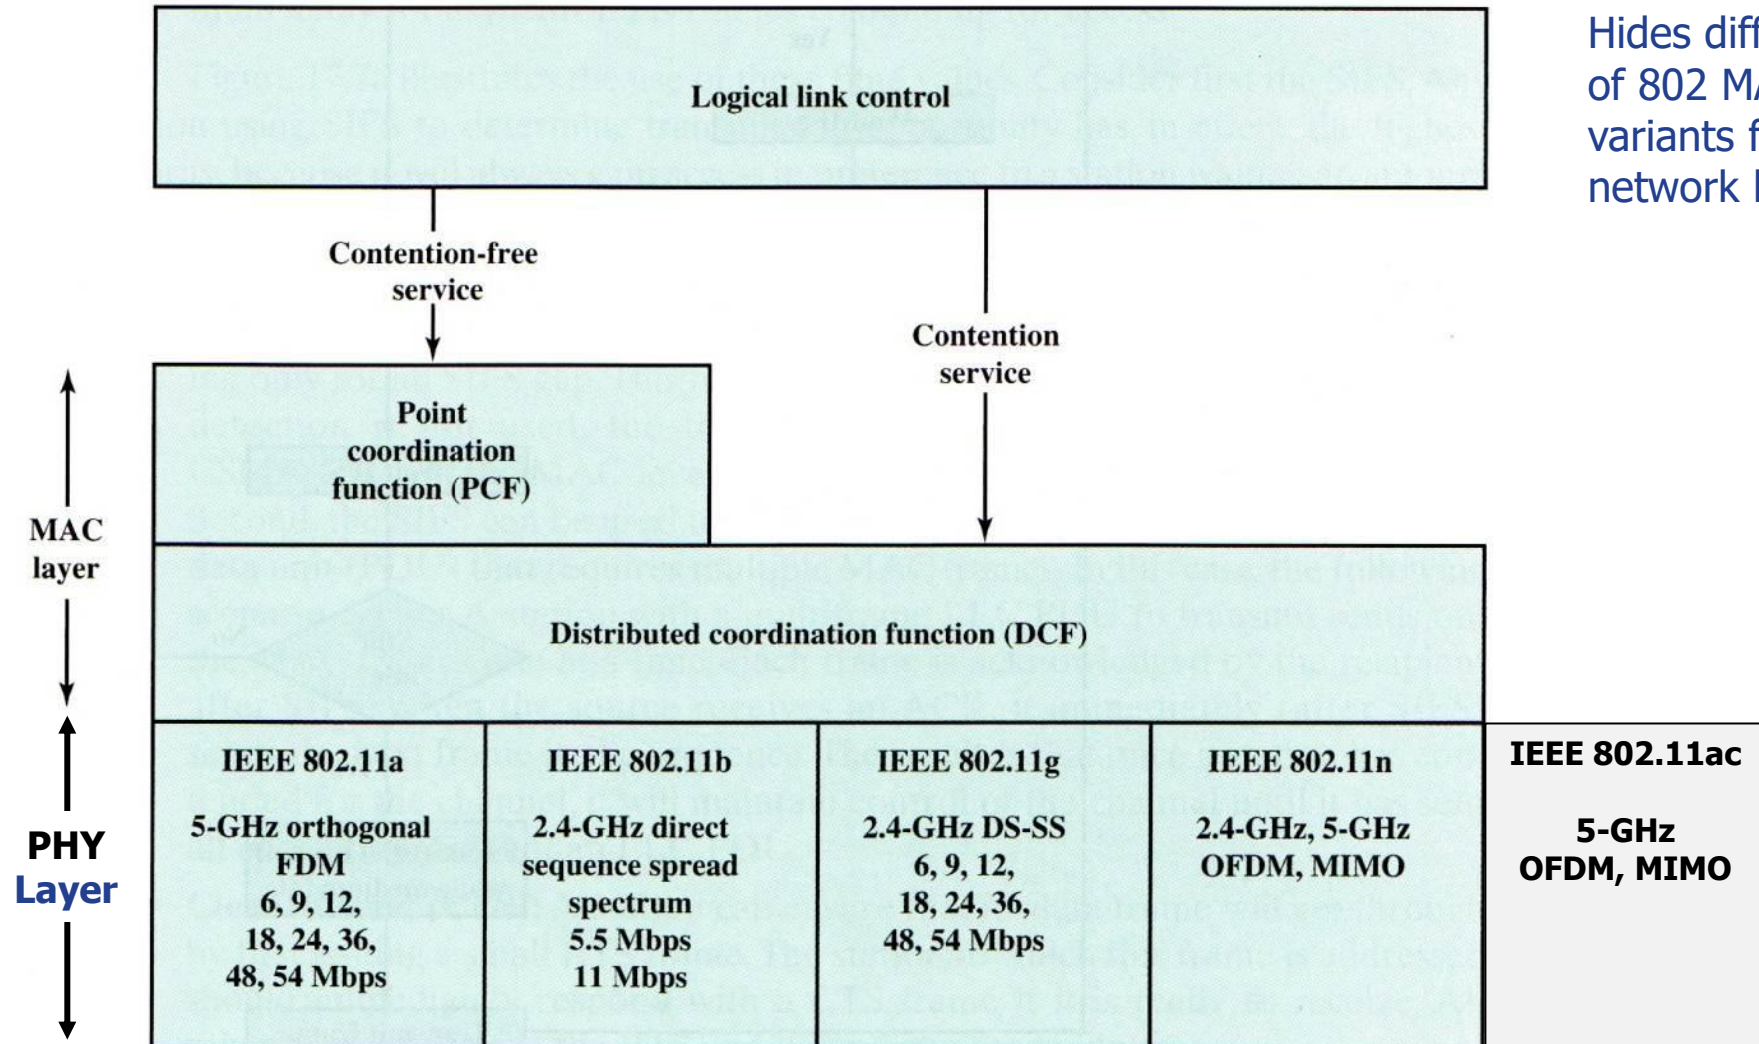 Logical link control
Hides
of 802
variants
network
Contention-free
service
Contention
service
Point
coordination
function (PCF)
MAC
layer
Distributed coordination function (DCF)
PHY
Layer
IEEE 802.11a
5-GHz orthogonal
FDM
6, 9, 12,
18, 24, 36,
48, 54 Mbps
IEEE 802.11b
2.4-GHz direct
sequence spread
spectrum
5.5 Mbps
11 Mbps
IEEE 802.11g
2.4-GHz DS-SS
6, 9, 12,
18, 24, 36,
48, 54 Mbps
IEEE 802.11n
2.4-GHz, 5-GHz
OFDM, MIMO
IEEE 802.11ac
5-GHz
OFDM, MIMO